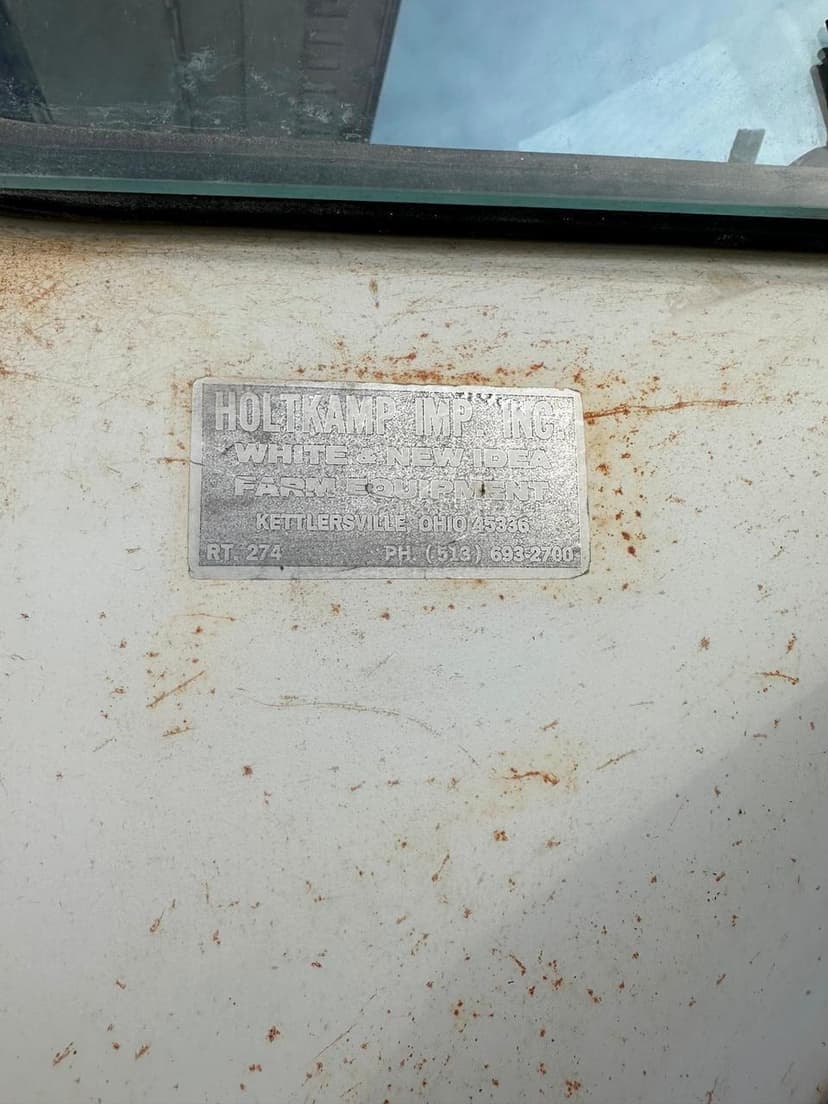 HOLTKAMP IMP. INC.
WHITE & NEW IDEA
FARM EQUIPMENT
KETTLERSVILLE, OHIO 45336
RT. 274 PH. (513) 693-2700